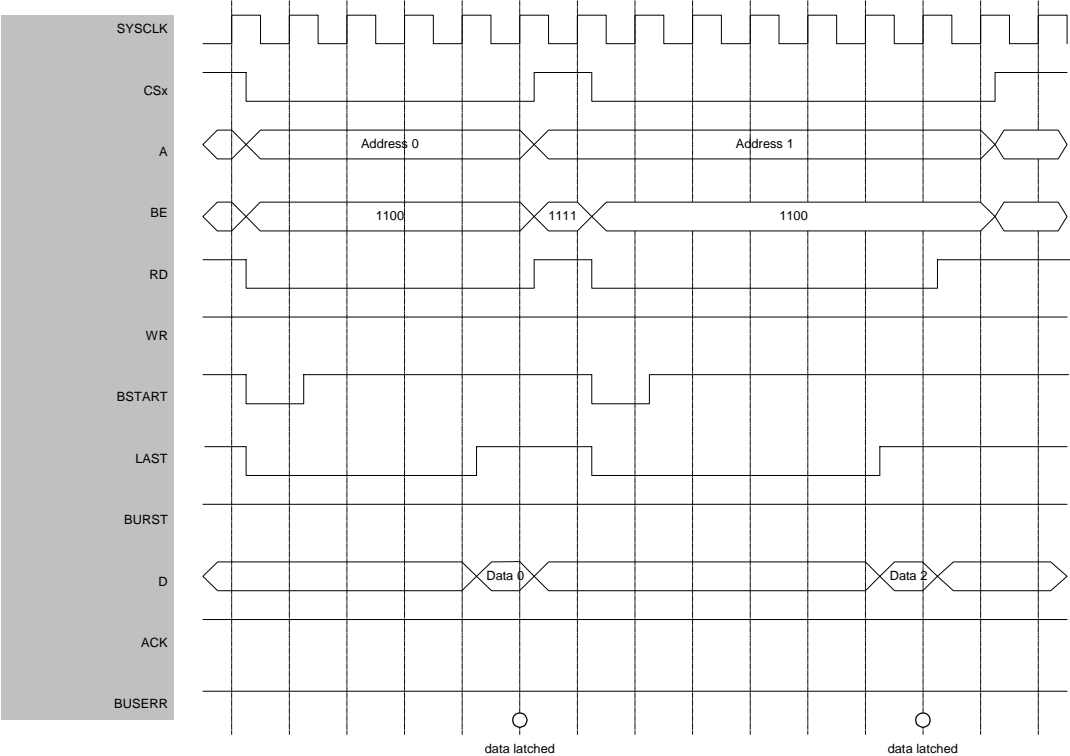 SYSCLK
CSx
A
Address 0
Address 1
BE
1100
1111
1100
RD
WR
BSTART
LAST
BURST
D
Data 0
Data 2
ACK
BUSERR
data latched
data latched